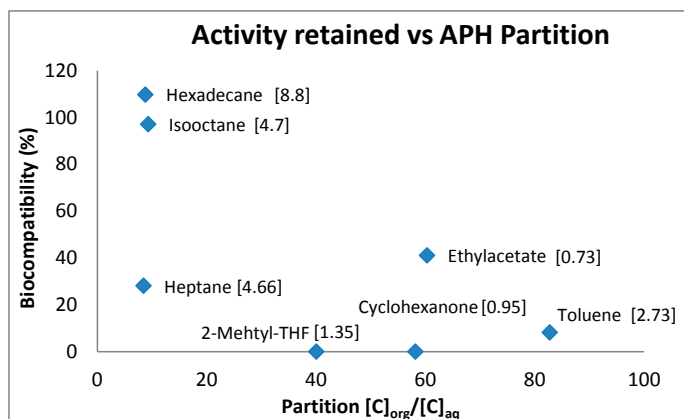 Activity retained vs APH Partition
120
100
80
60
40
20
0
Biocompatibility (%)
Hexadecane [8.8]
Isooctane [4.7]
Ethylacetate [0.73]
Heptane [4.66]
Cyclohexanone [0.95]
Toluene [2.73]
2-Mehtyl-THF [1.35]
0 20 40 60 80 100
Partition [C]org/[C]aq